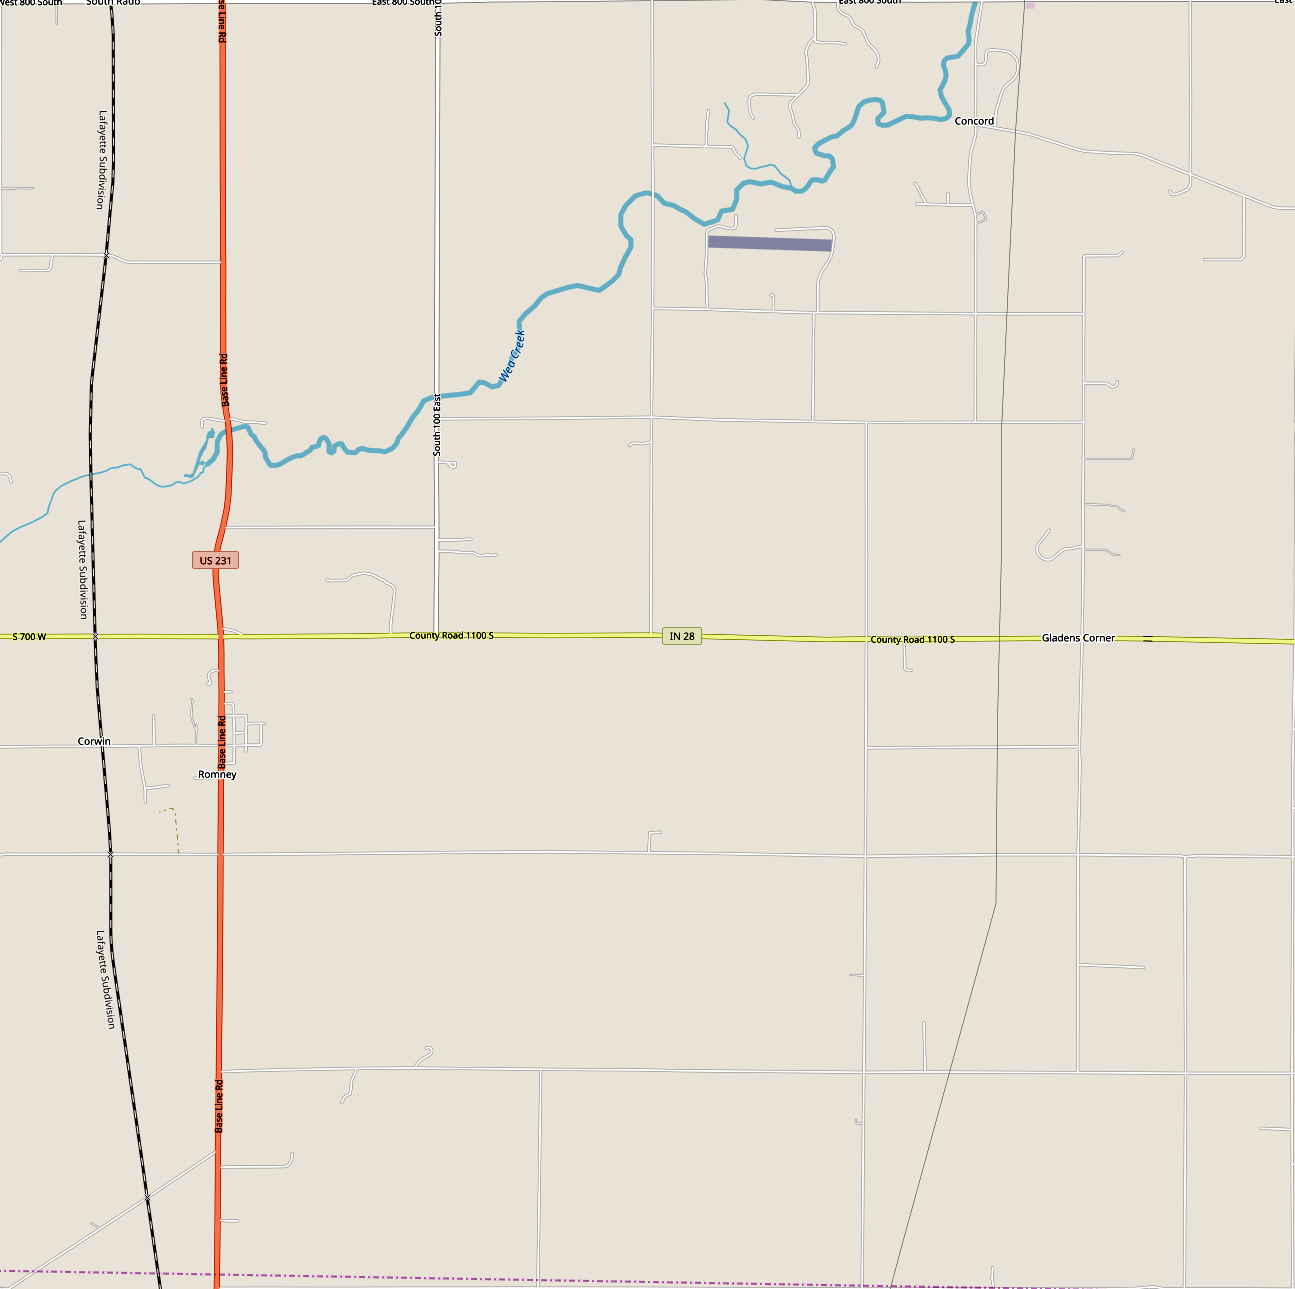 West 800 South
South Raub
East 800 South
East 800 South
East
Base Line Rd
South 10
Lafayette Subdivision
Concord
Wea Creek
Base Line Rd
South 100 East
Lafayette Subdivision
US 231
S 700 W
County Road 1100 S
IN 28
County Road 1100 S
Gladens Corner
Corwin
Base Line Rd
Romney
Lafayette Subdivision
Base Line Rd